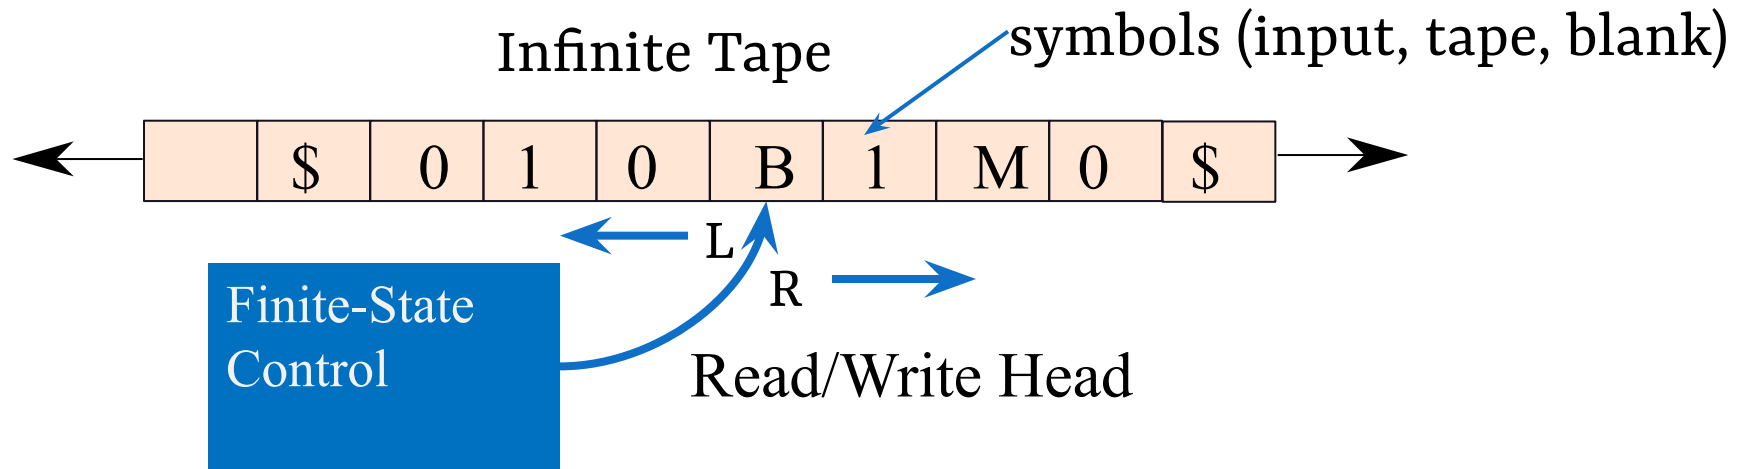 symbols (input, tape, blank)
Infinite Tape
$ 0 1 0 B 1 M 0 $
L
R
Finite-State
Control
Read/Write Head